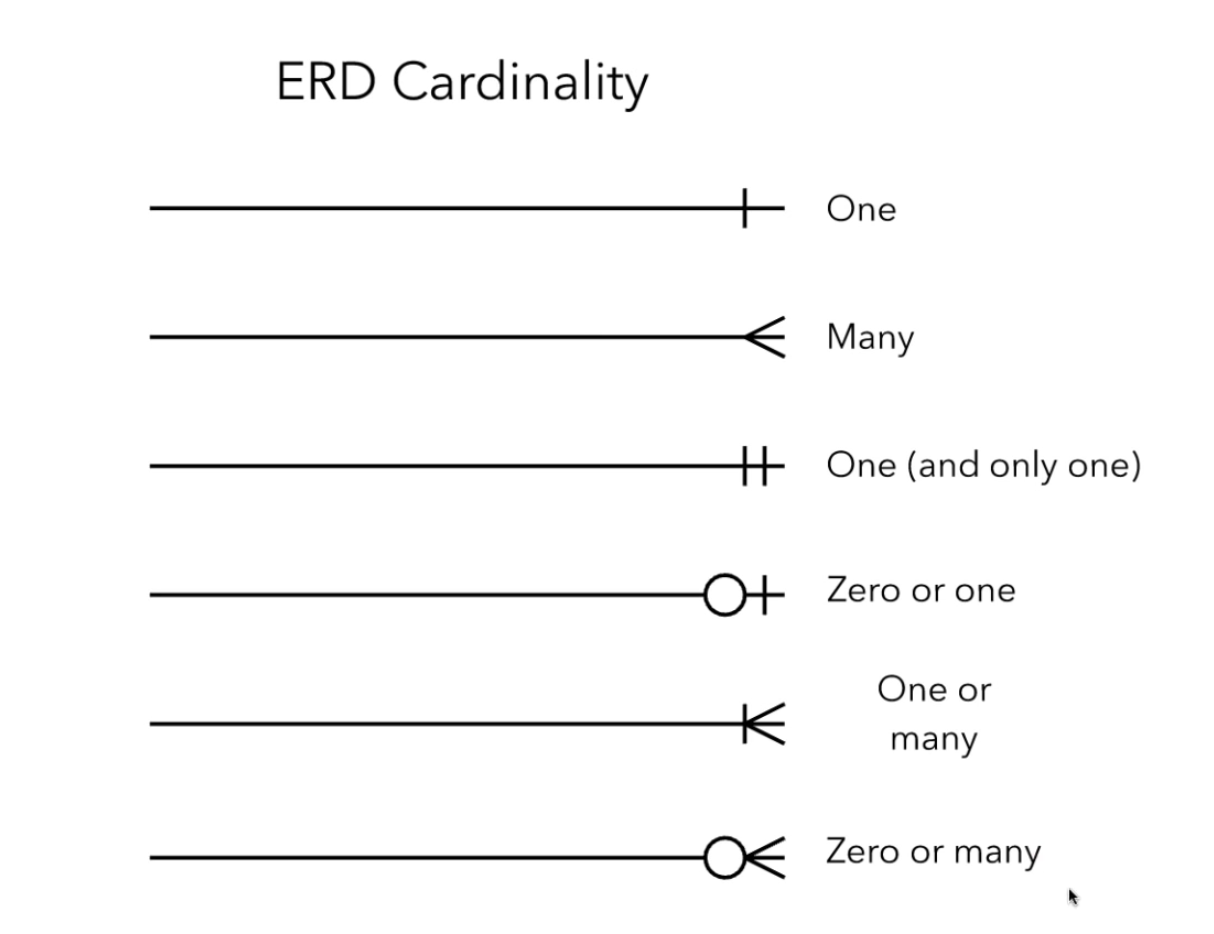 ERD Cardinality
One
Many
One (and only one)
Zero or one
One or
many
Zero or many